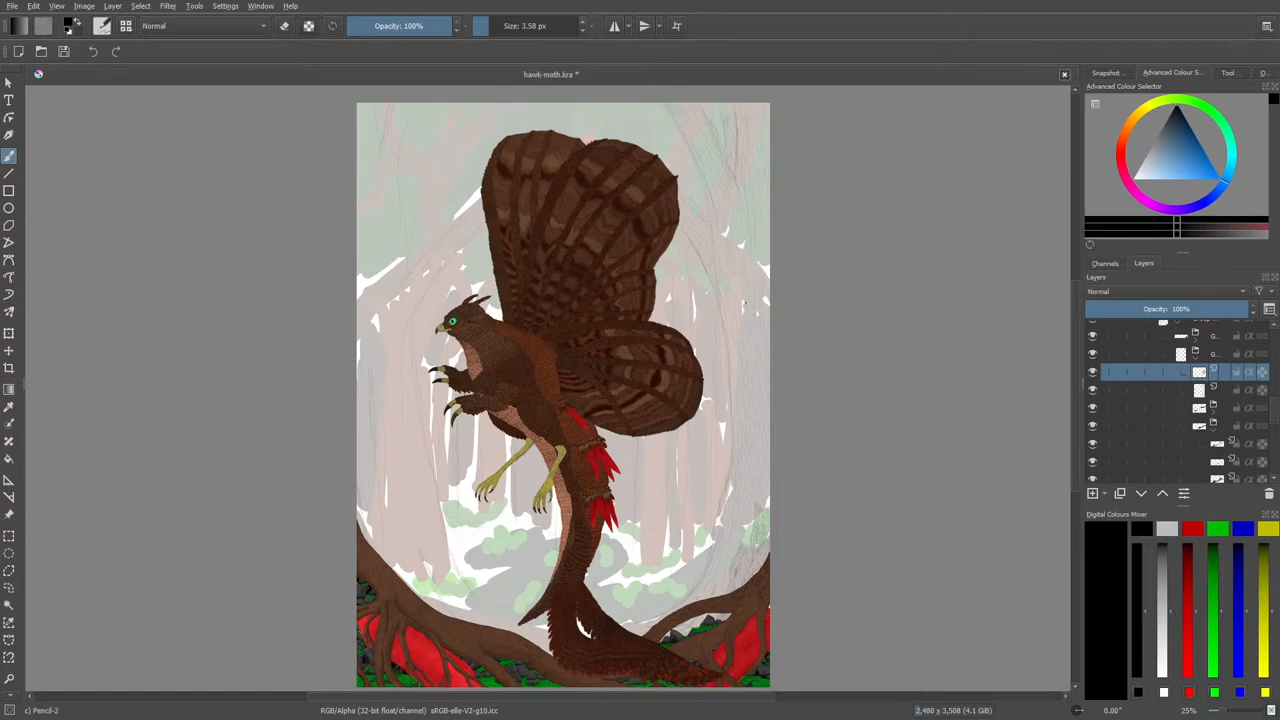 File Edit View Image Layer Select Filter Tools Settings Window Help
Normal Opacity: 100% Size: 3.58 px
hawk-moth.kra *
Snapshot ... Advanced Colour S... Tool ... O...
Advanced Colour Selector
Channels Layers
Layers
Normal
Opacity: 100%
G...
G...
Digital Colours Mixer
c) Pencil-2 RGB/Alpha (32-bit float/channel) sRGB-elle-V2-g10.icc 2,480 x 3,508 (4.1 GiB) 0.00° 25%